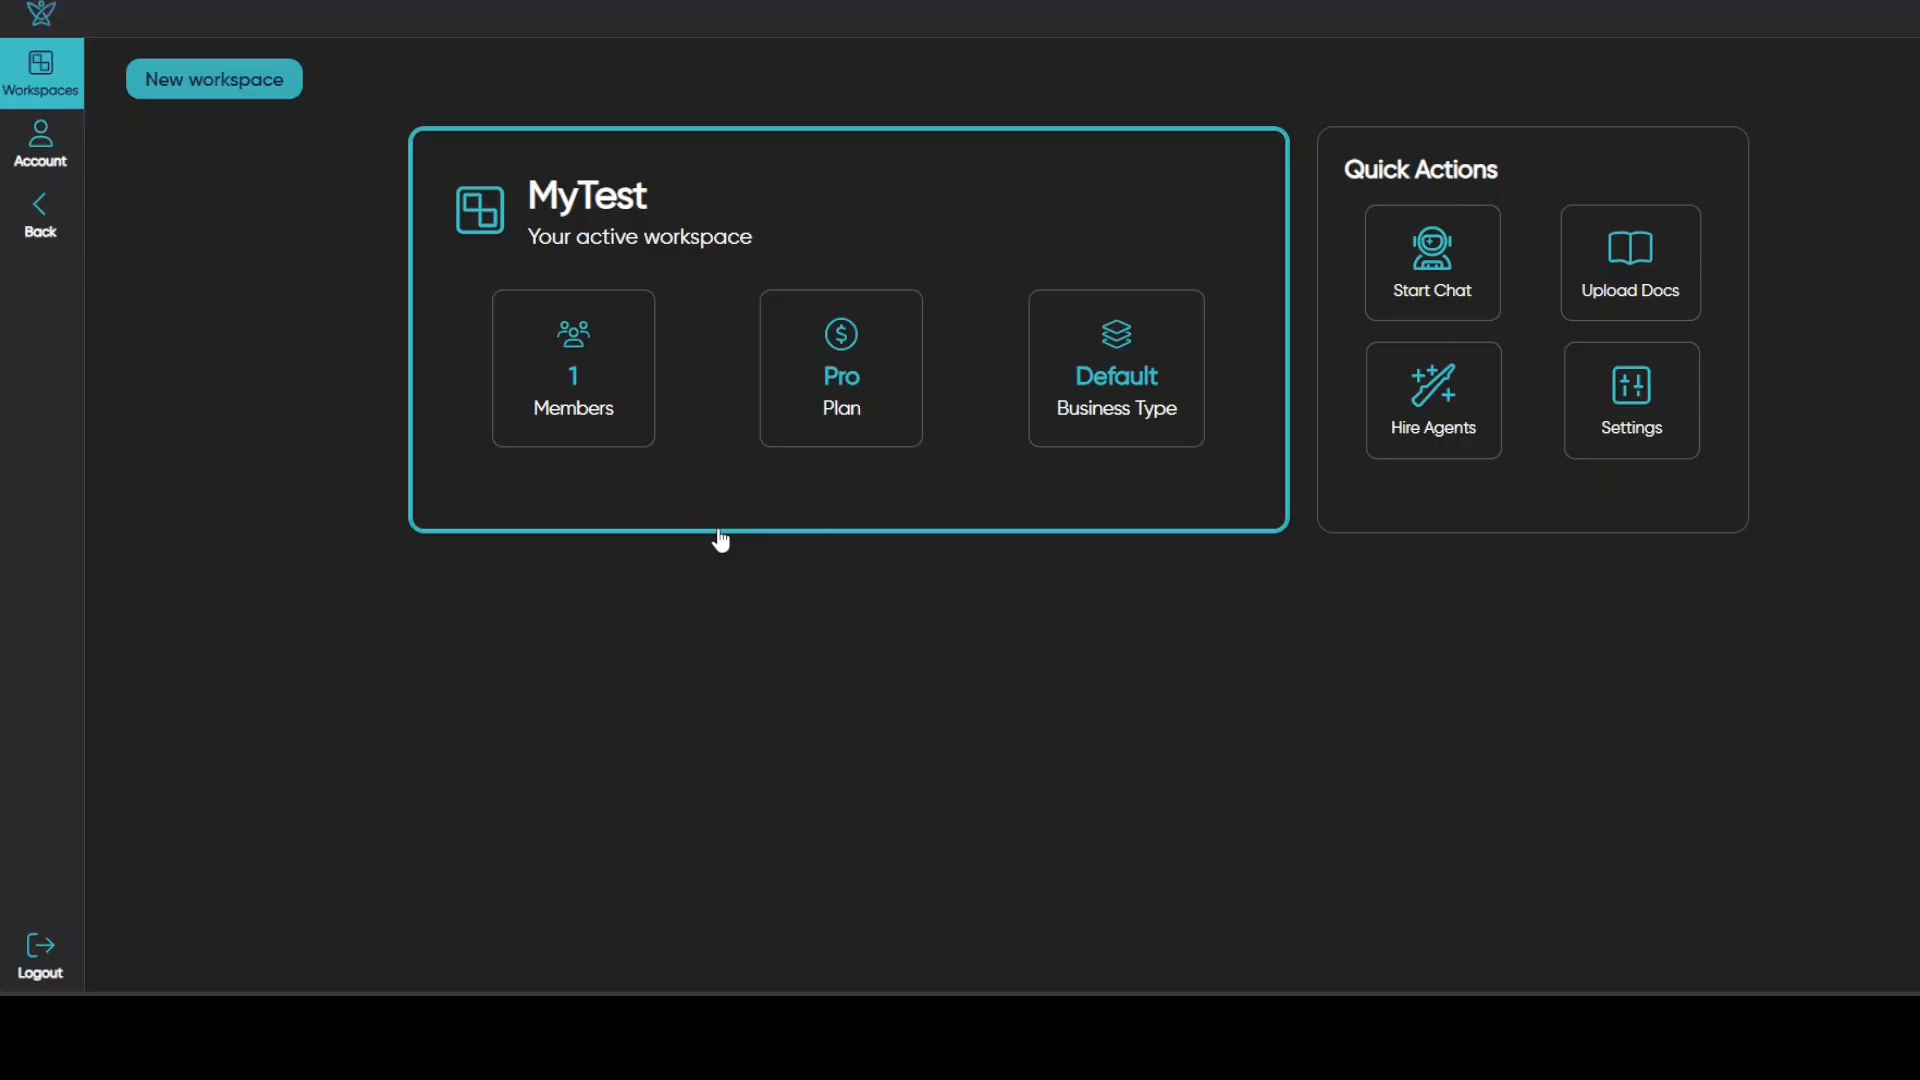 Workspaces
Account
Back
Logout
New workspace
MyTest
Your active workspace
1
Members
$
Pro
Plan
Default
Business Type
Quick Actions
Start Chat
Upload Docs
Hire Agents
Settings